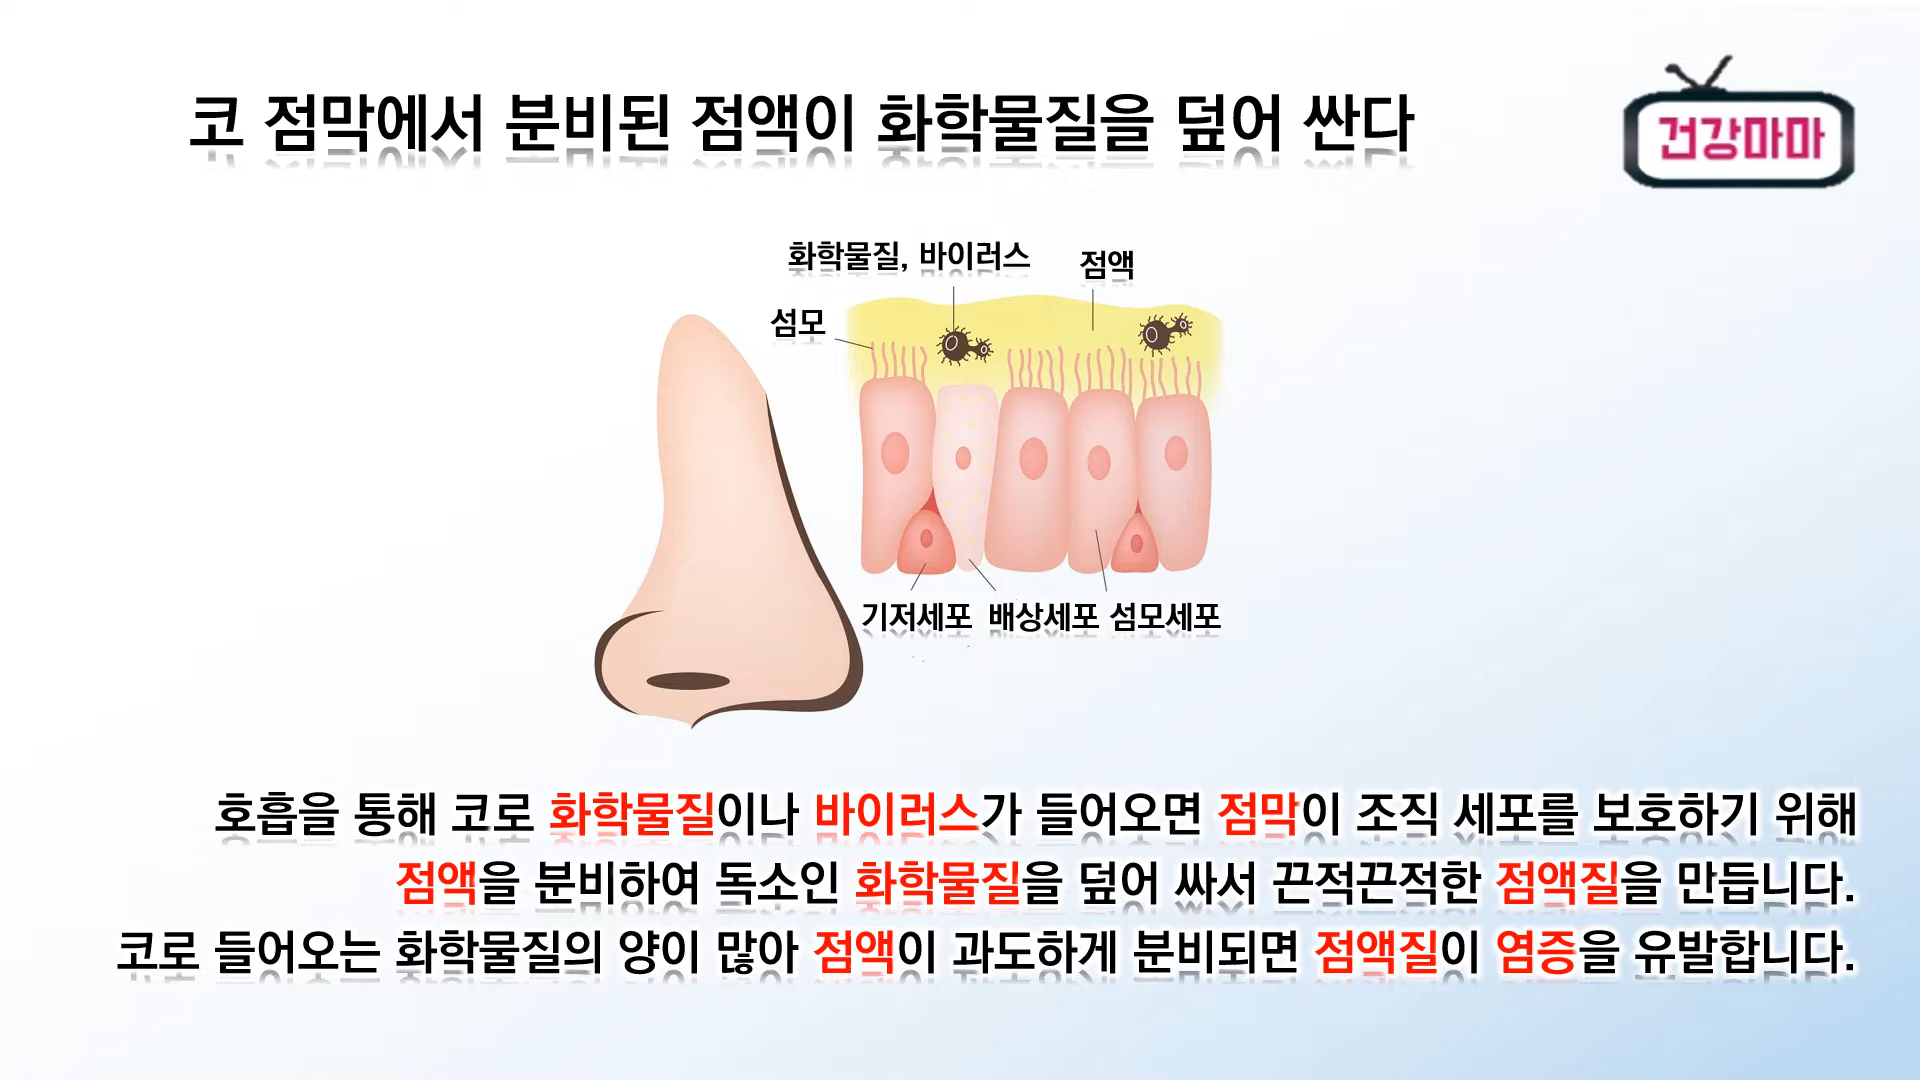 코 점막에서 분비된 점액이 화학물질을 덮어 싼다
건강마마
화학물질, 바이러스
점액
섬모
기저세포 배상세포 섬모세포
호흡을 통해 코로 화학물질이나 바이러스가 들어오면 점막이 조직 세포를 보호하기 위해
점액을 분비하여 독소인 화학물질을 덮어 싸서 끈적끈적한 점액질을 만듭니다.
코로 들어오는 화학물질의 양이 많아 점액이 과도하게 분비되면 점액질이 염증을 유발합니다.